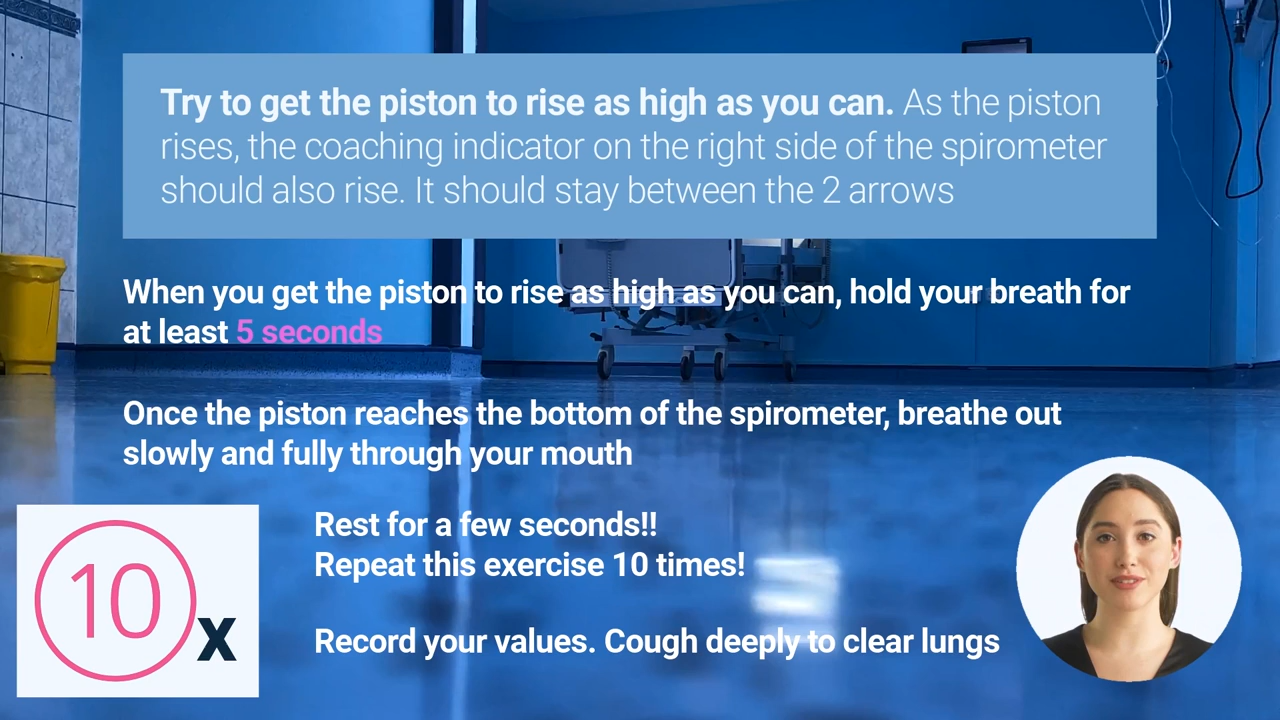 Try to get the piston to rise as high as you can. As the piston
rises, the coaching indicator on the right side of the spirometer
should also rise. It should stay between the 2 arrows
When you get the piston to rise as high as you can, hold your breath for
at least 5 seconds
Once the piston reaches the bottom of the spirometer, breathe out
slowly and fully through your mouth
Rest for a few seconds!!
Repeat this exercise 10 times!
10x
Record your values. Cough deeply to clear lungs